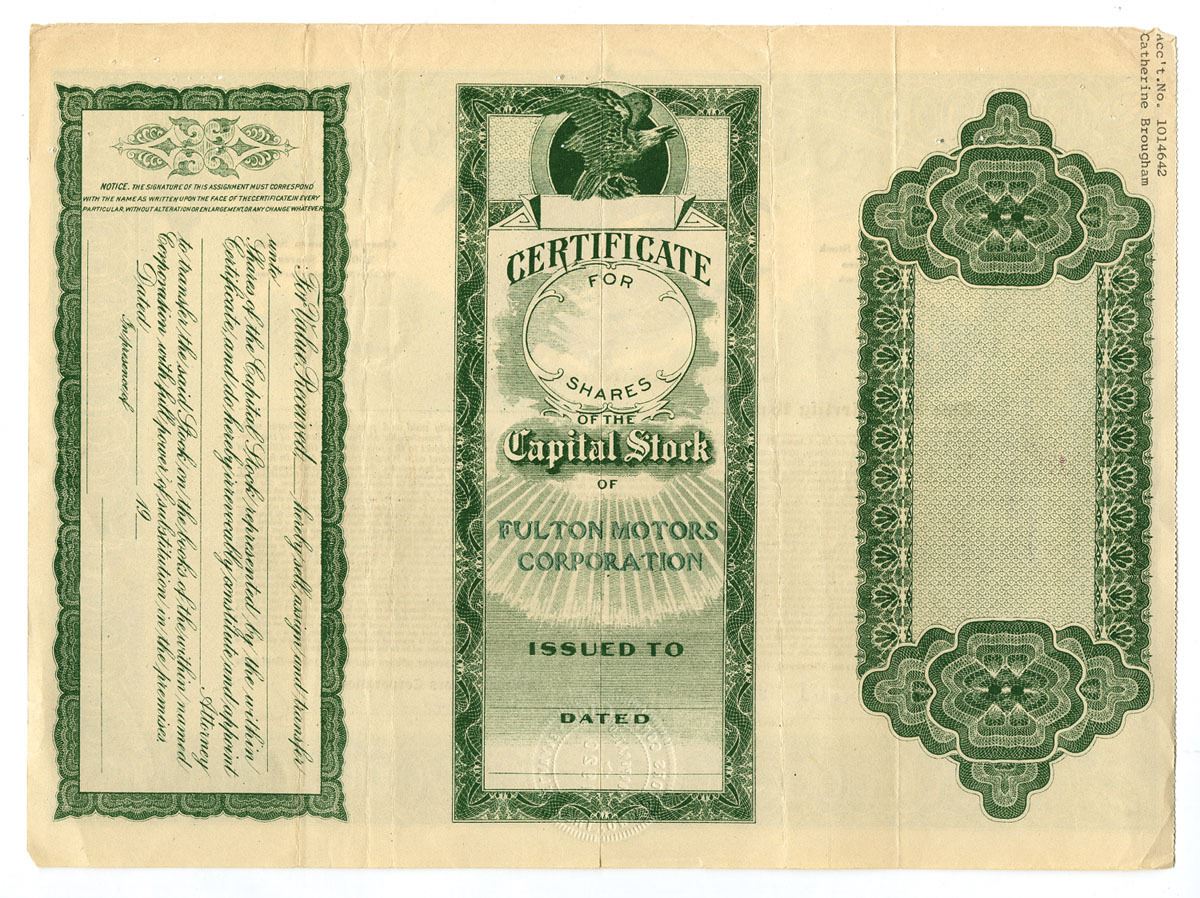 NOTICE. THE SIGNATURE OF THIS ASSIGNMENT MUST CORRESPOND
WITH THE NAME AS WRITTEN UPON THE FACE OF THE CERTIFICATE IN EVERY
PARTICULAR, WITHOUT ALTERATION OR ENLARGEMENT, OR ANY CHANGE WHATEVER
For Value Received hereby sell, assign and transfer
unto
Shares of the Capital Stock represented by the within
Certificate, and do hereby irrevocably constitute and appoint
Attorney
to transfer the said Stock on the books of the within named
Corporation with full power of substitution in the premises.
Dated 19
In presence of
CERTIFICATE
FOR
SHARES
OF THE
Capital Stock
OF
FULTON MOTORS
CORPORATION
ISSUED TO
DATED
Acc't.No. 1014642
Catherine Brougham